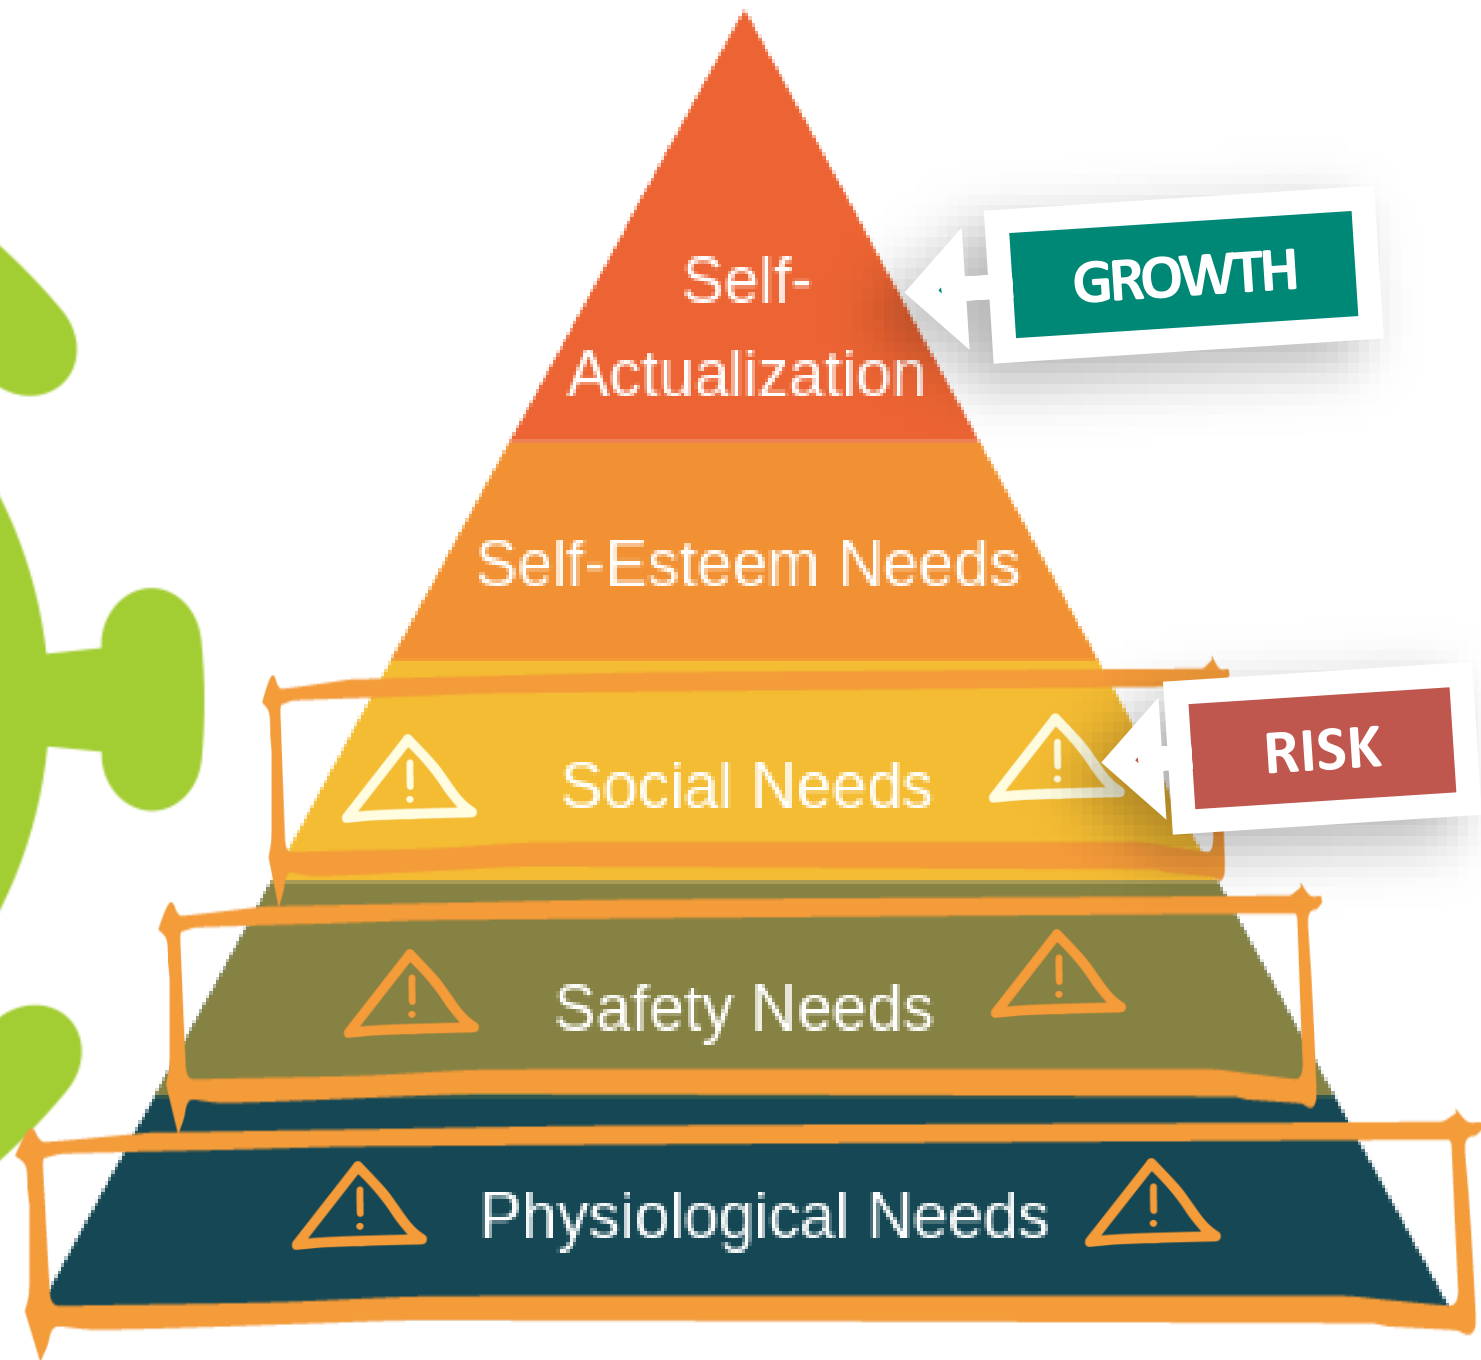 Self-
Actualization
GROWTH
Self-Esteem Needs
Social Needs
RISK
Safety Needs
Physiological Needs